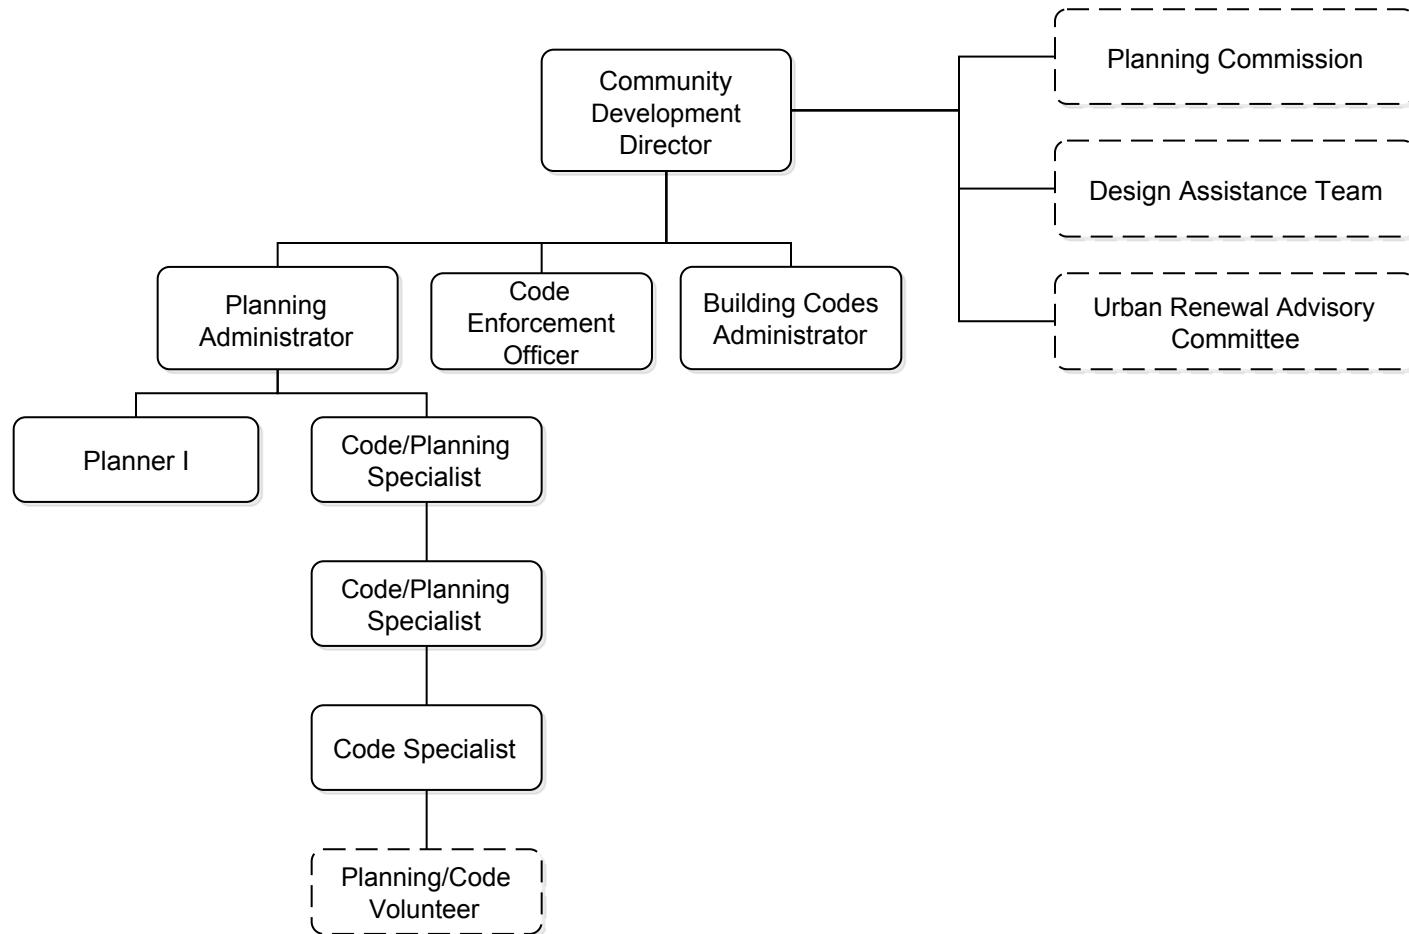 Community
Development
Director
Planning Commission
Design Assistance Team
Urban Renewal Advisory
Committee
Planning
Administrator
Code
Enforcement
Officer
Building Codes
Administrator
Planner I
Code/Planning
Specialist
Code/Planning
Specialist
Code Specialist
Planning/Code
Volunteer